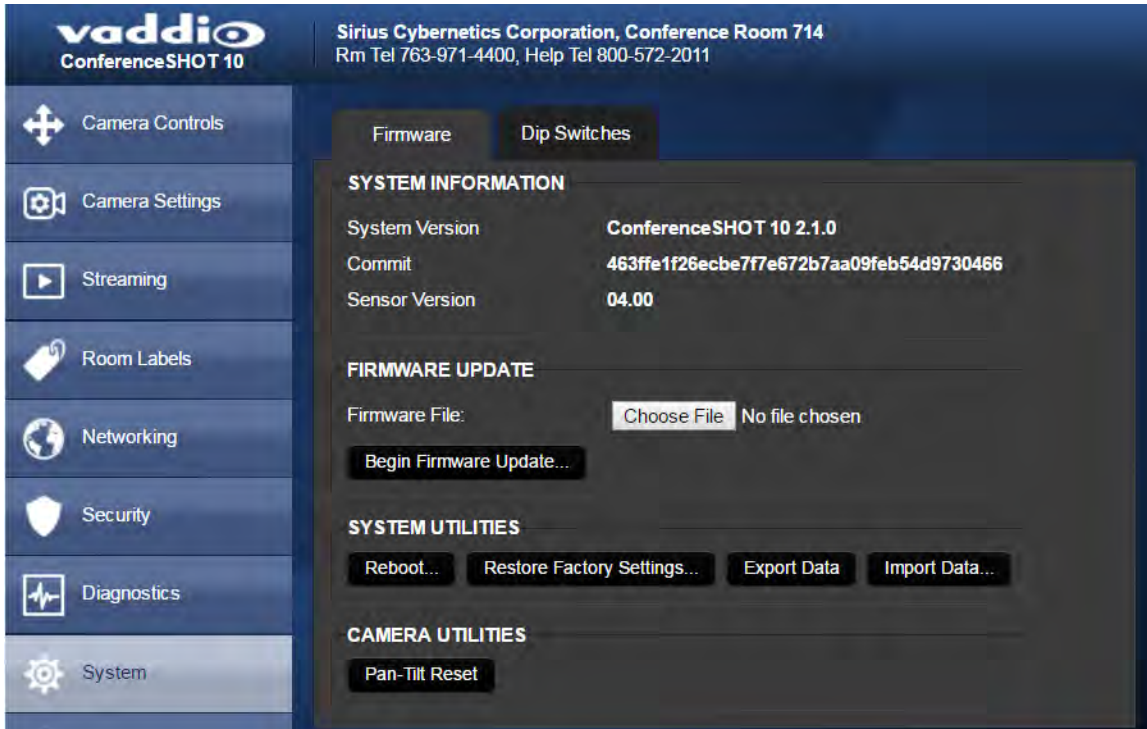 vaddio
ConferenceSHOT 10
Sirius Cybernetics Corporation, Conference Room 714
Rm Tel 763-971-4400, Help Tel 800-572-2011
Camera Controls
Camera Settings
Streaming
Room Labels
Networking
Security
Diagnostics
System
Firmware
Dip Switches
SYSTEM INFORMATION
System Version ConferenceSHOT 10 2.1.0
Commit 463ffe1f26ecbe7f7e672b7aa09feb54d9730466
Sensor Version 04.00
FIRMWARE UPDATE
Firmware File: Choose File No file chosen
Begin Firmware Update...
SYSTEM UTILITIES
Reboot... Restore Factory Settings... Export Data Import Data...
CAMERA UTILITIES
Pan-Tilt Reset